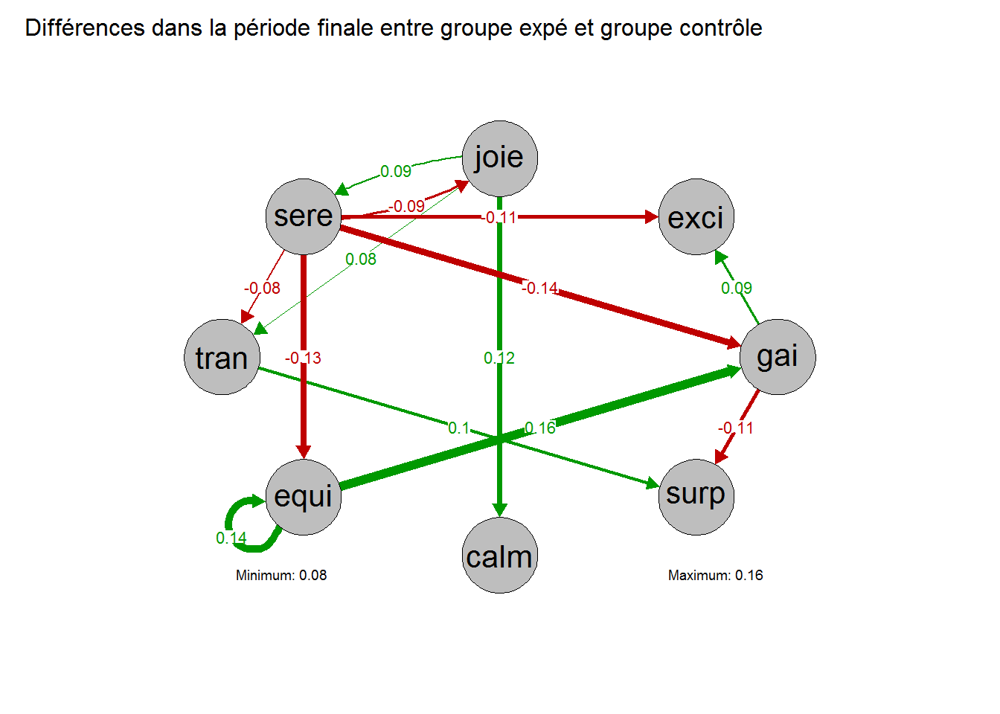 Différences dans la période finale entre groupe expé et groupe contrôle
joie
0.09
sere
-0.09
-0.11
exci
0.08
-0.08
-0.14
0.09
tran
-0.13
0.12
gai
0.1
0.16
-0.11
equi
surp
0.14
calm
Minimum: 0.08
Maximum: 0.16